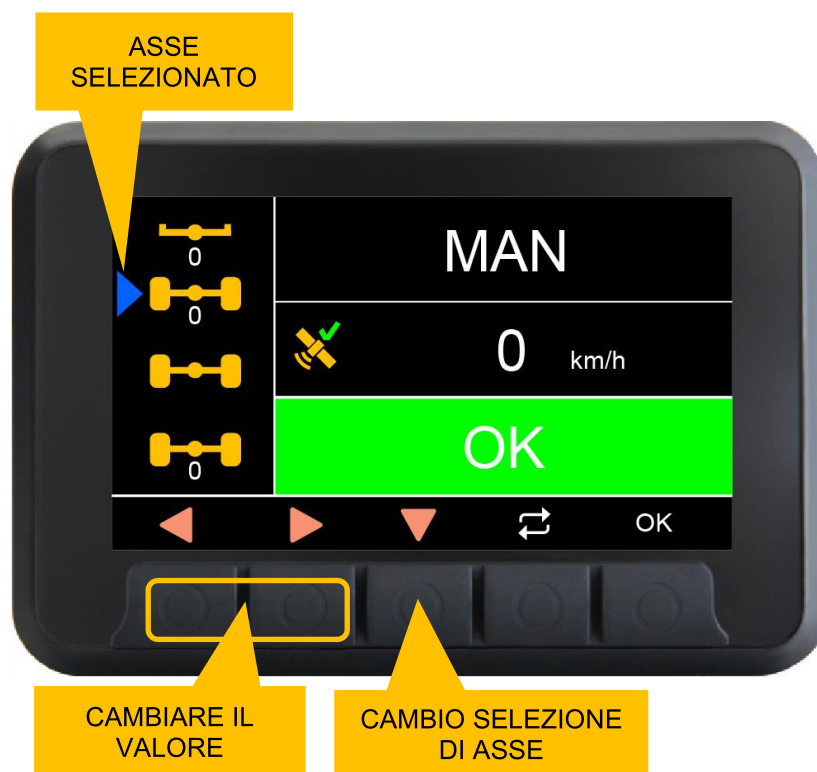 ASSE
SELEZIONATO
0
MAN
0
0 km/h
0
OK
OK
CAMBIARE IL
VALORE
CAMBIO SELEZIONE
DI ASSE